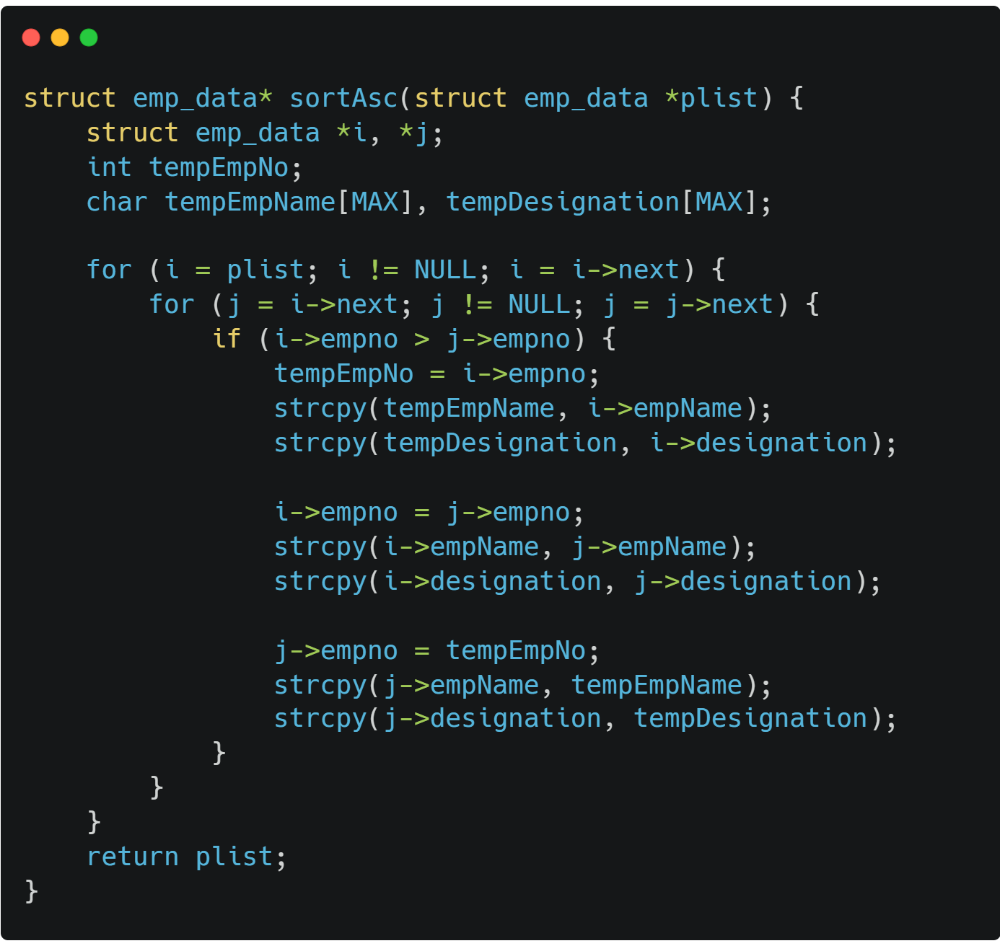 struct emp_data* sortAsc(struct emp_data *plist) {
    struct emp_data *i, *j;
    int tempEmpNo;
    char tempEmpName[MAX], tempDesignation[MAX];

    for (i = plist; i != NULL; i = i->next) {
        for (j = i->next; j != NULL; j = j->next) {
            if (i->empno > j->empno) {
                tempEmpNo = i->empno;
                strcpy(tempEmpName, i->empName);
                strcpy(tempDesignation, i->designation);

                i->empno = j->empno;
                strcpy(i->empName, j->empName);
                strcpy(i->designation, j->designation);

                j->empno = tempEmpNo;
                strcpy(j->empName, tempEmpName);
                strcpy(j->designation, tempDesignation);
            }
        }
    }
    return plist;
}